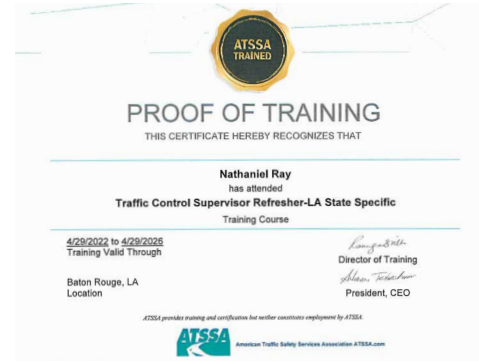 ATSSA
TRAINED
PROOF OF TRAINING
THIS CERTIFICATE HEREBY RECOGNIZES THAT
Nathaniel Ray
has attended
Traffic Control Supervisor Refresher-LA State Specific
Training Course
4/29/2022 to 4/29/2026
Training Valid Through
Director of Training
Baton Rouge, LA
Location
President, CEO
ATSSA provides training and certification but neither constitutes employment by ATSSA.
ATSSA
American Traffic Safety Services Association ATSSA.com